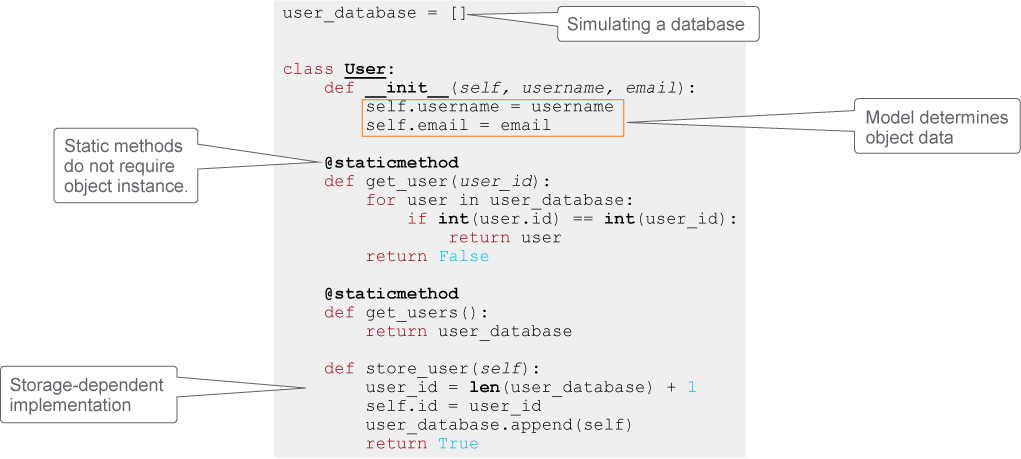 user_database = []
Simulating a database
class User:
def __init__(self, username, email):
self.username = username
self.email = email
Model determines
object data
Static methods
do not require
object instance.
@staticmethod
def get_user(user_id):
for user in user_database:
if int(user.id) == int(user_id):
return user
return False
@staticmethod
def get_users():
return user_database
Storage-dependent
implementation
def store_user(self):
user_id = len(user_database) + 1
self.id = user_id
user_database.append(self)
return True